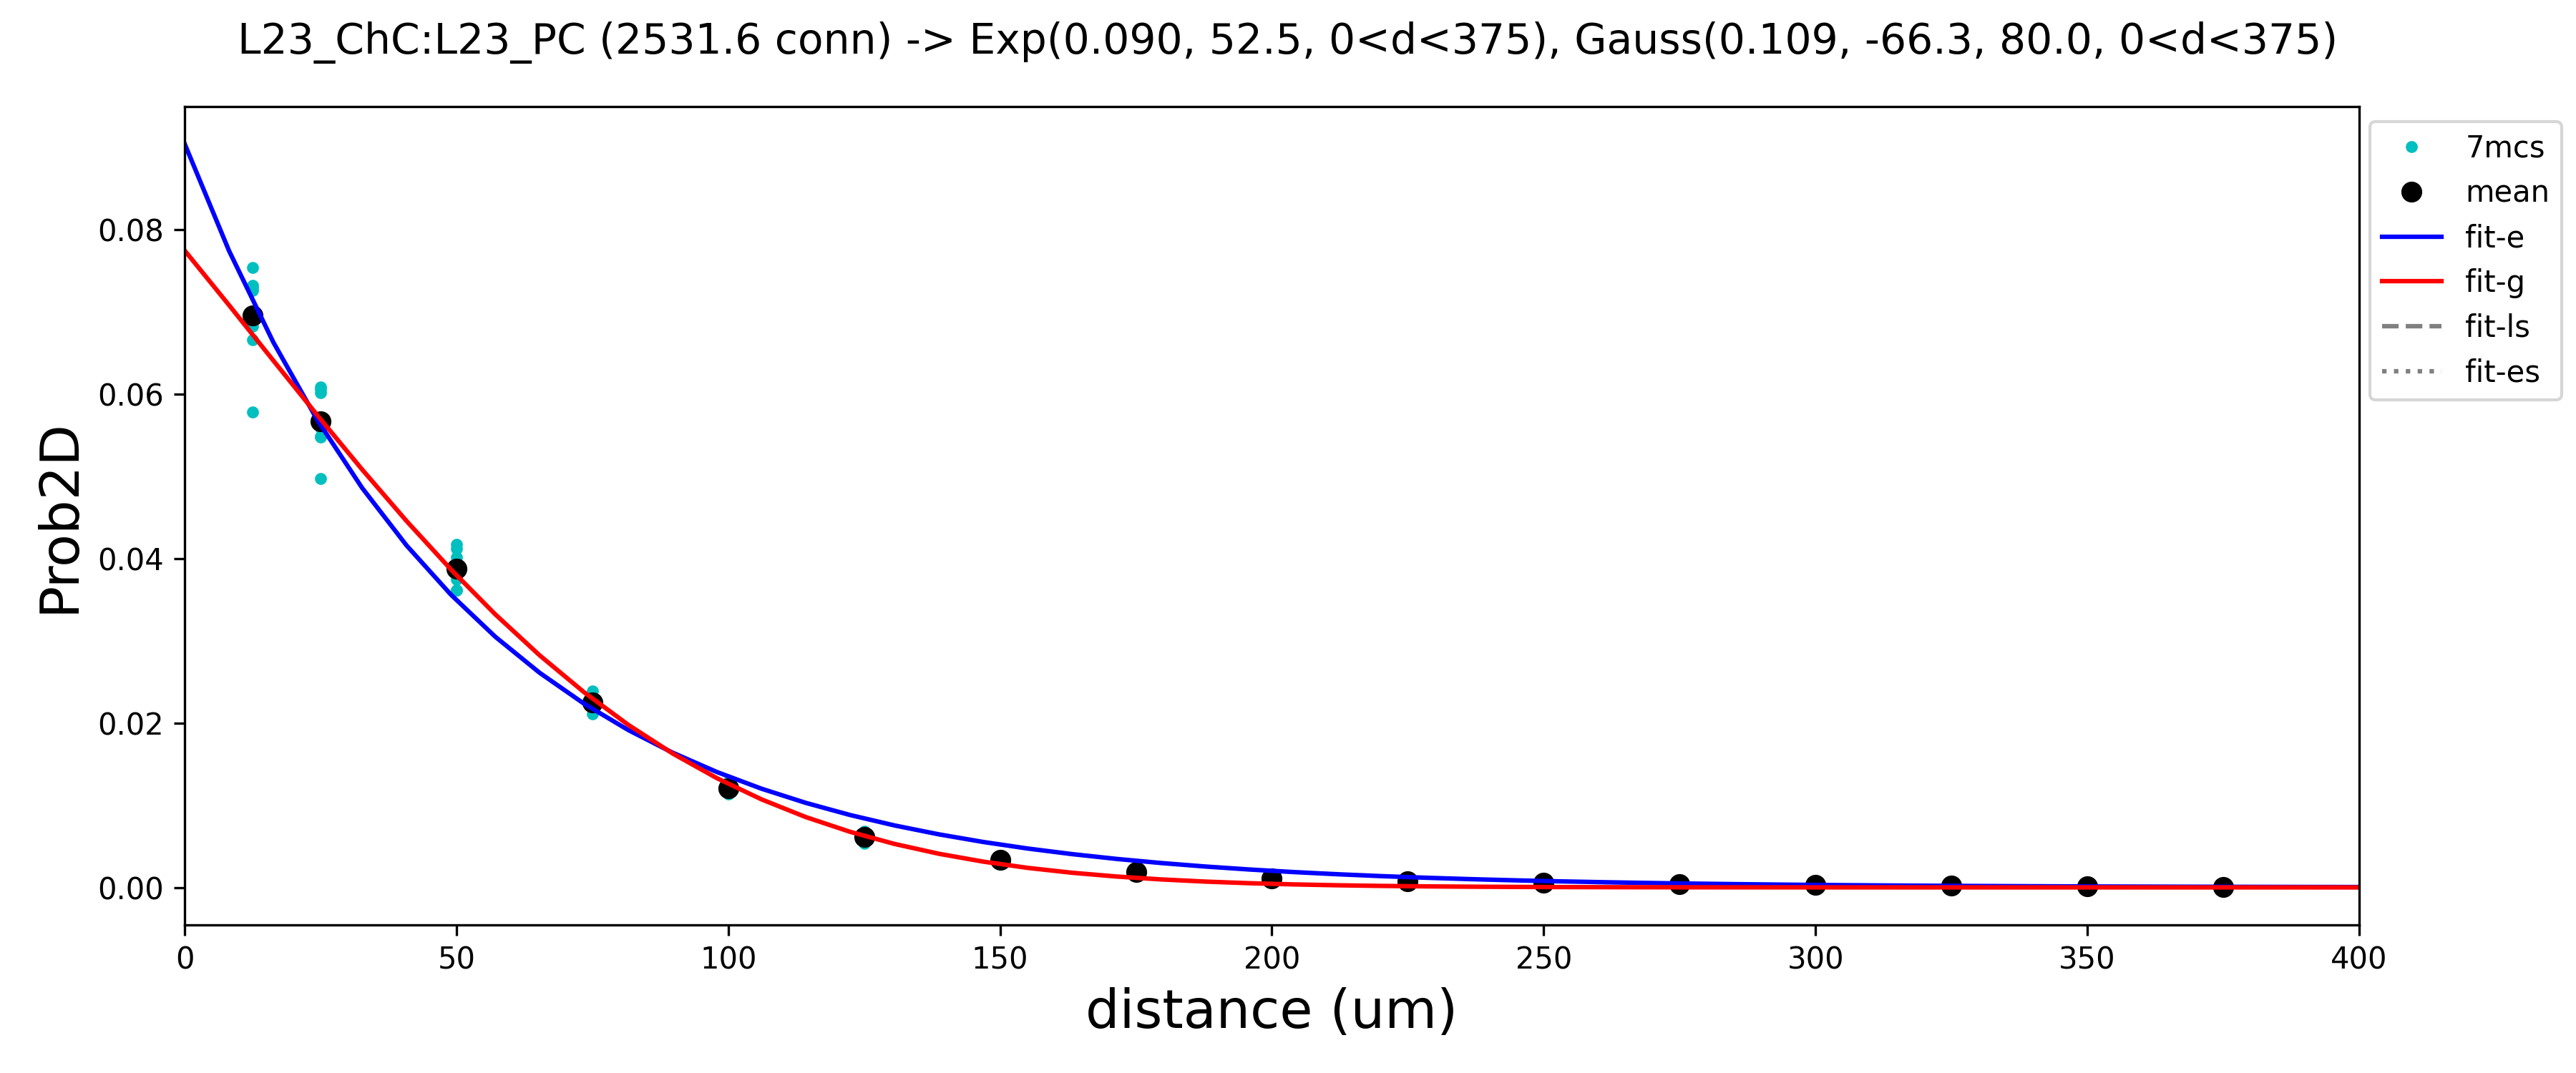 L23_ChC:L23_PC (2531.6 conn) -> Exp(0.090, 52.5, 0<d<375), Gauss(0.109, -66.3, 80.0, 0<d<375)
7mcs
mean
fit-e
fit-g
fit-ls
fit-es
Prob2D
0.08
0.06
0.04
0.02
0.00
0 50 100 150 200 250 300 350 400
distance (um)